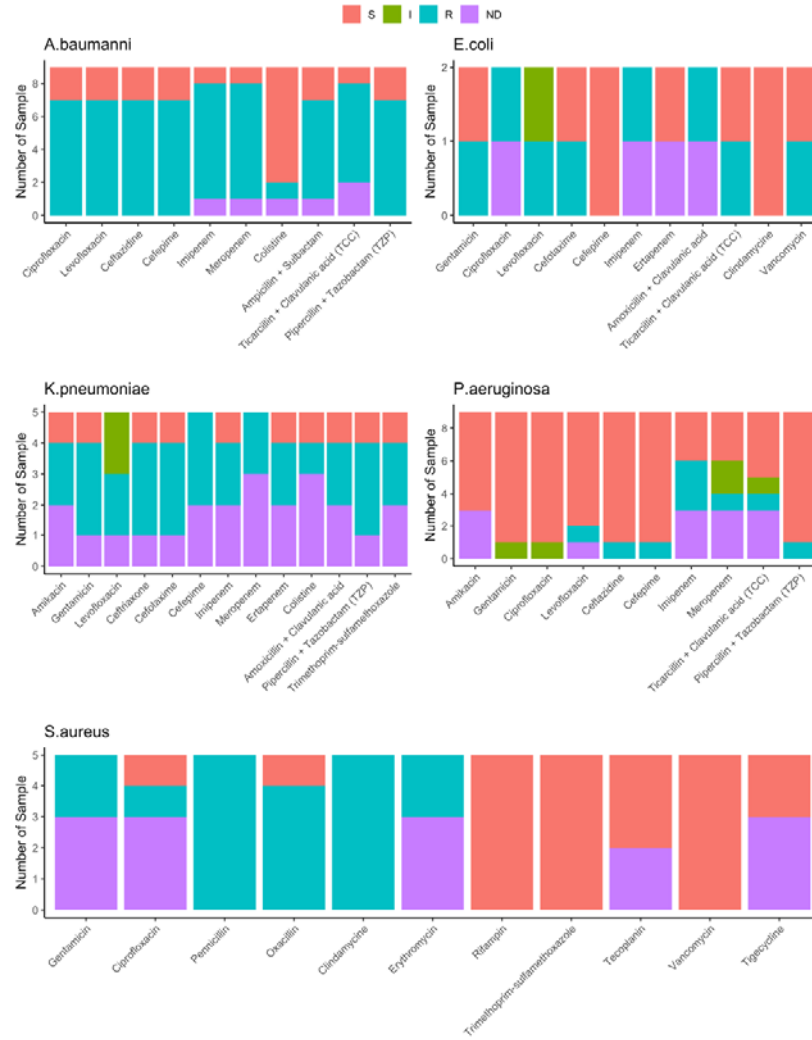 S I R ND
A.baumanni
Number of Sample
8
6
4
2
0
Ciprofloxacin
Levofloxacin
Ceftazidine
Cefepime
Imipenem
Meropenem
Colistine
Ampicillin + Sulbactam
Ticarcillin + Clavulanic acid (TCC)
Pipercillin + Tazobactam (TZP)
E.coli
Number of Sample
2
1
0
Gentamicin
Ciprofloxacin
Levofloxacin
Cefotaxime
Cefepime
Imipenem
Ertapenem
Amoxicillin + Clavulanic acid
Ticarcillin + Clavulanic acid (TCC)
Clindamycine
Vancomycin
K.pneumoniae
Number of Sample
5
4
3
2
1
0
Amikacin
Gentamicin
Levofloxacin
Ceftriaxone
Cefotaxime
Cefepime
Imipenem
Meropenem
Ertapenem
Colistine
Amoxicillin + Clavulanic acid
Pipercillin + Tazobactam (TZP)
Trimethoprim-sulfamethoxazole
P.aeruginosa
Number of Sample
8
6
4
2
0
Amikacin
Gentamicin
Ciprofloxacin
Levofloxacin
Ceftazidine
Cefepime
Imipenem
Meropenem
Ticarcillin + Clavulanic acid (TCC)
Pipercillin + Tazobactam (TZP)
S.aureus
Number of Sample
5
4
3
2
1
0
Gentamicin
Ciprofloxacin
Pennicillin
Oxacillin
Clindamycine
Erythromycin
Rifampin
Trimethoprim-sulfamethoxazole
Tecoplanin
Vancomycin
Tigecycline